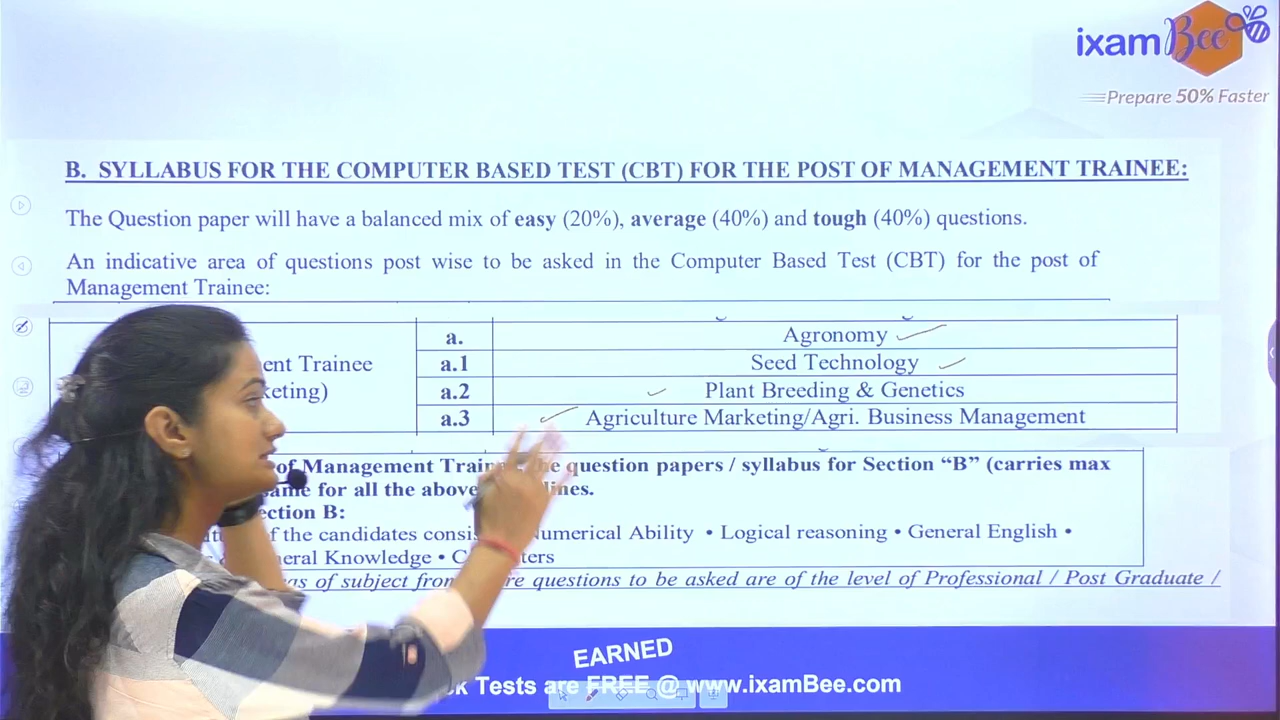 ixamBee
Prepare 50% Faster
B. SYLLABUS FOR THE COMPUTER BASED TEST (CBT) FOR THE POST OF MANAGEMENT TRAINEE:
The Question paper will have a balanced mix of easy (20%), average (40%) and tough (40%) questions.
An indicative area of questions post wise to be asked in the Computer Based Test (CBT) for the post of
Management Trainee:
ent Trainee
keting)
a. Agronomy
a.1 Seed Technology
a.2 Plant Breeding & Genetics
a.3 Agriculture Marketing/Agri. Business Management
of Management Train question papers / syllabus for Section “B” (carries max
ame for all the above lines.
ection B:
f the candidates consi Numerical Ability • Logical reasoning • General English •
neral Knowledge • C ters
as of subject from re questions to be asked are of the level of Professional / Post Graduate /
EARNED
k Tests are FREE @ www.ixamBee.com